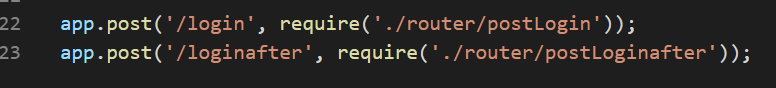 22 app.post('/login', require('./router/postLogin'));
23 app.post('/loginafter', require('./router/postLoginafter'));